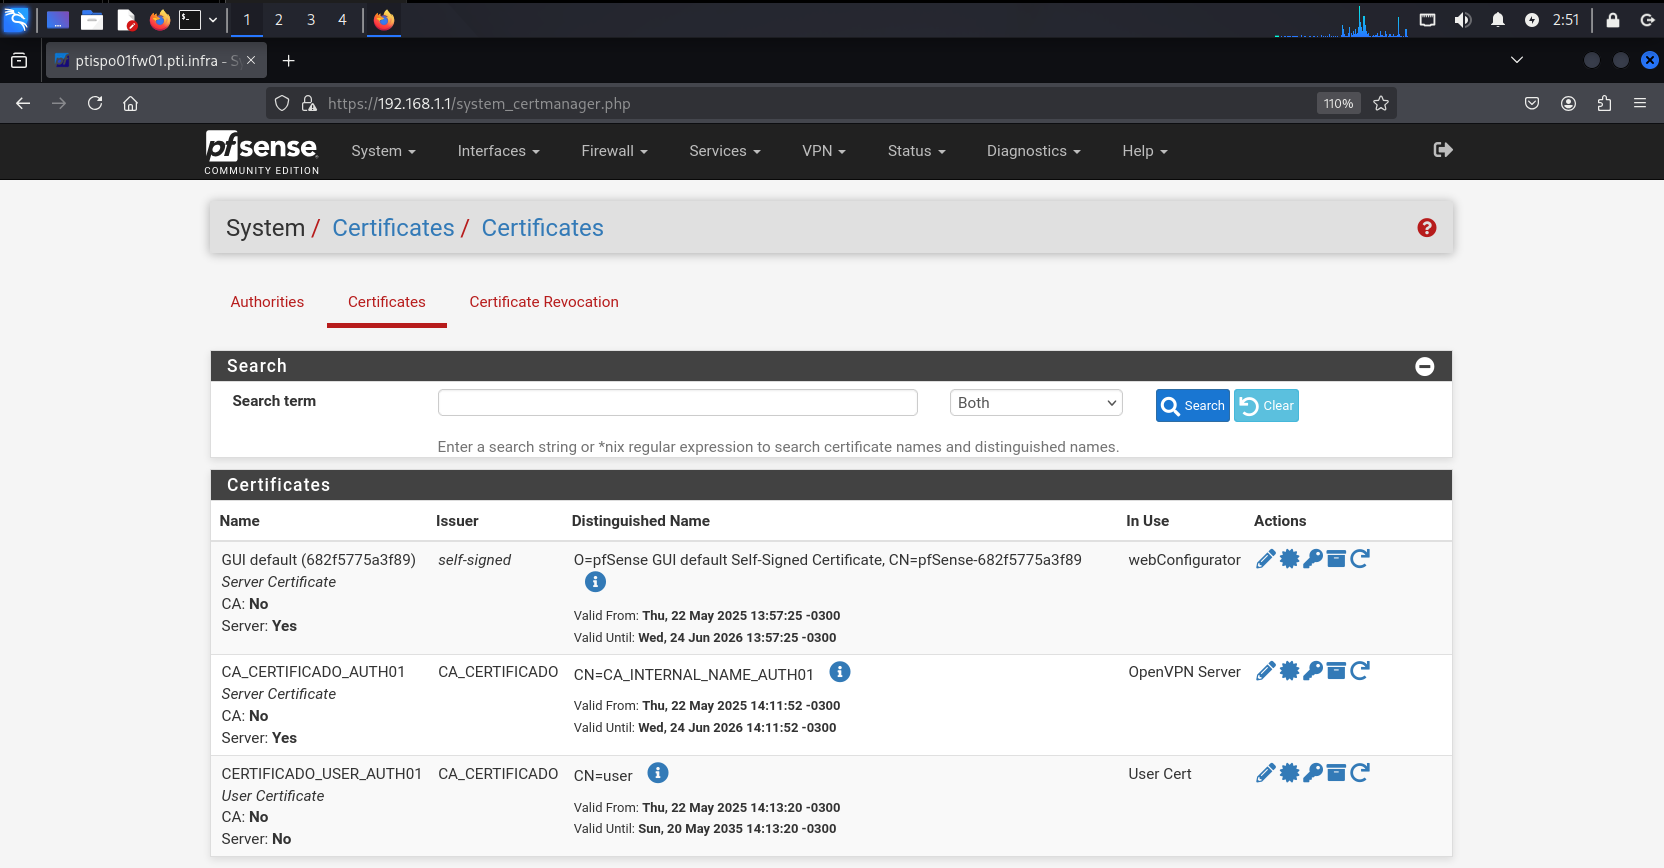 1 2 3 4 2:51
ptispo01fw01.pti.infra - S
https://192.168.1.1/system_certmanager.php 110%
pfsense
COMMUNITY EDITION
System Interfaces Firewall Services VPN Status Diagnostics Help
System / Certificates / Certificates
Authorities Certificates Certificate Revocation
Search
Search term Both Search Clear
Enter a search string or *nix regular expression to search certificate names and distinguished names.
Certificates
Name Issuer Distinguished Name In Use Actions
GUI default (682f5775a3f89) self-signed O=pfSense GUI default Self-Signed Certificate, CN=pfSense-682f5775a3f89 webConfigurator
Server Certificate
CA: No
Server: Yes
Valid From: Thu, 22 May 2025 13:57:25 -0300
Valid Until: Wed, 24 Jun 2026 13:57:25 -0300
CA_CERTIFICADO_AUTH01 CA_CERTIFICADO CN=CA_INTERNAL_NAME_AUTH01 OpenVPN Server
Server Certificate
CA: No
Server: Yes
Valid From: Thu, 22 May 2025 14:11:52 -0300
Valid Until: Wed, 24 Jun 2026 14:11:52 -0300
CERTIFICADO_USER_AUTH01 CA_CERTIFICADO CN=user User Cert
User Certificate
CA: No
Server: No
Valid From: Thu, 22 May 2025 14:13:20 -0300
Valid Until: Sun, 20 May 2035 14:13:20 -0300